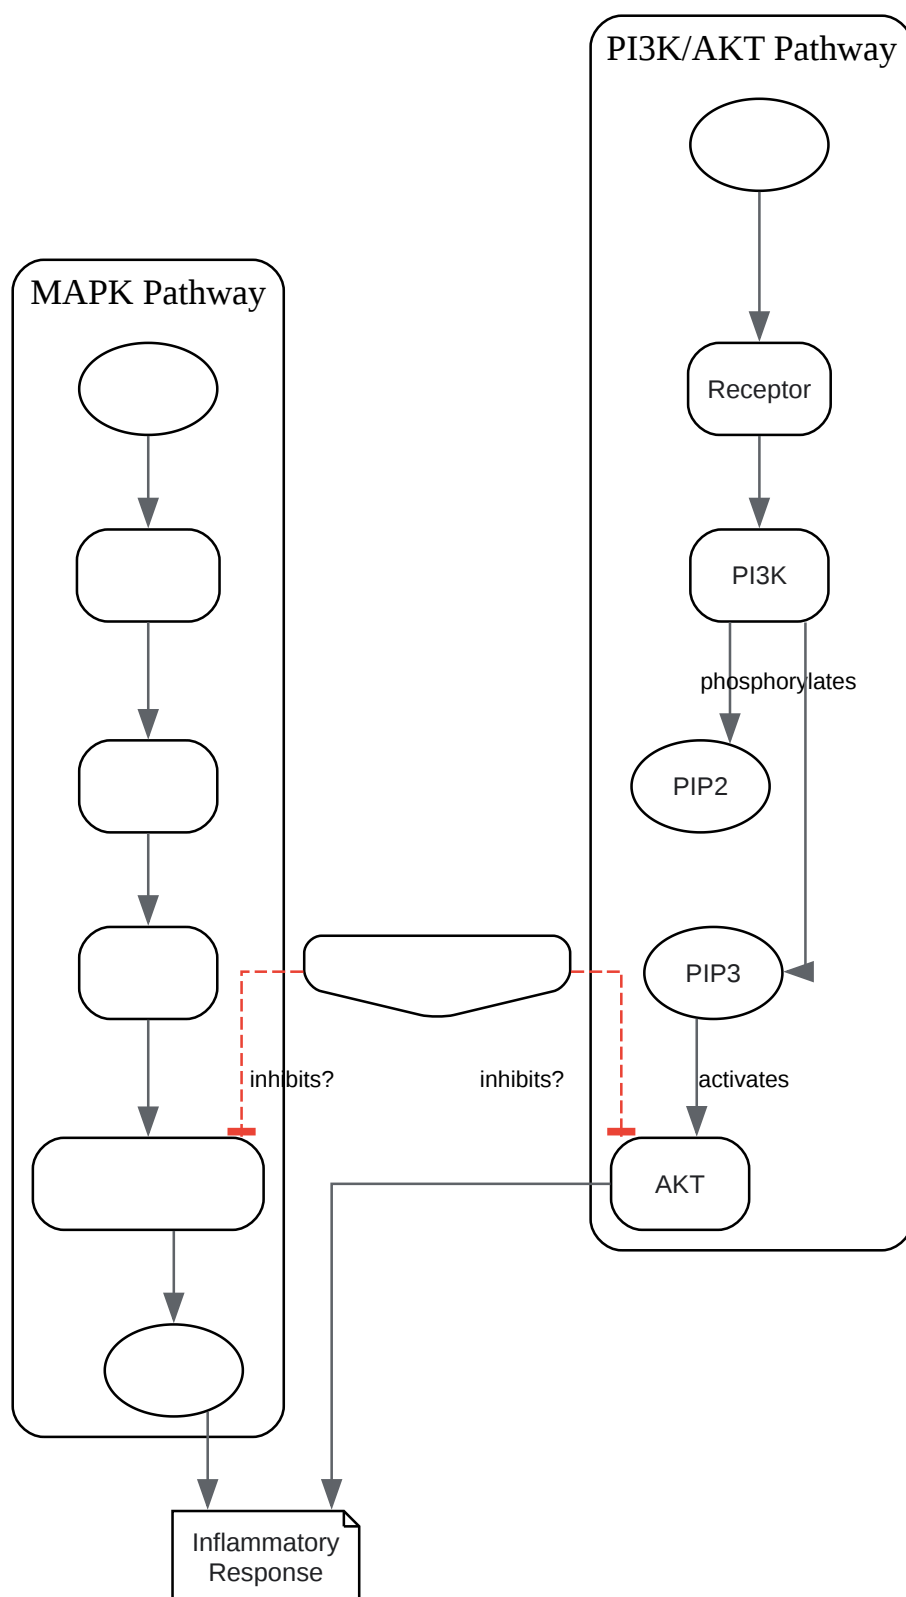 PI3K/AKT Pathway
MAPK Pathway
Receptor
PI3K
phosphorylates
PIP2
PIP3
inhibits?
inhibits?
activates
AKT
Inflammatory
Response